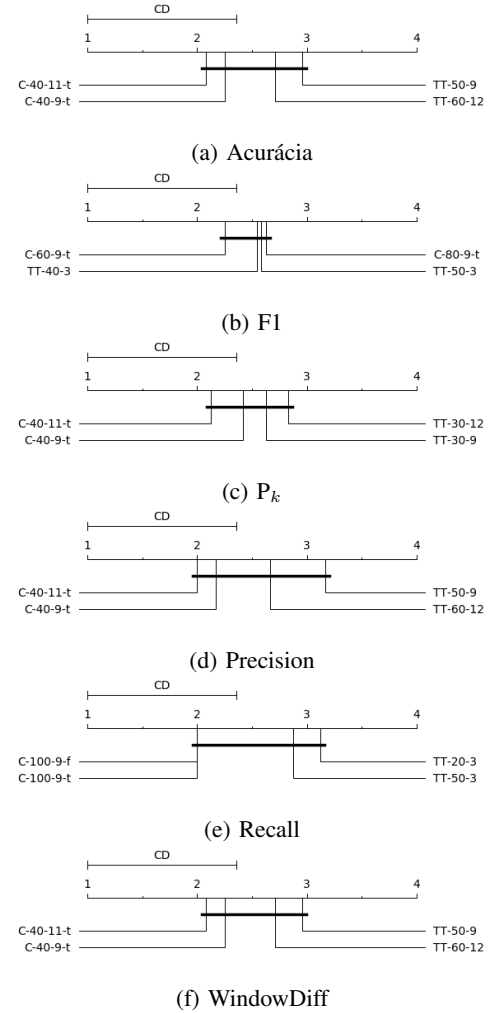 CD
1 2 3 4
C-40-11-t TT-50-9
C-40-9-t TT-60-12
(a) Acurácia
CD
1 2 3 4
C-60-9-t C-80-9-t
TT-40-3 TT-50-3
(b) F1
CD
1 2 3 4
C-40-11-t TT-30-12
C-40-9-t TT-30-9
(c) Pk
CD
1 2 3 4
C-40-11-t TT-50-9
C-40-9-t TT-60-12
(d) Precision
CD
1 2 3 4
C-100-9-f TT-20-3
C-100-9-t TT-50-3
(e) Recall
CD
1 2 3 4
C-40-11-t TT-50-9
C-40-9-t TT-60-12
(f) WindowDiff